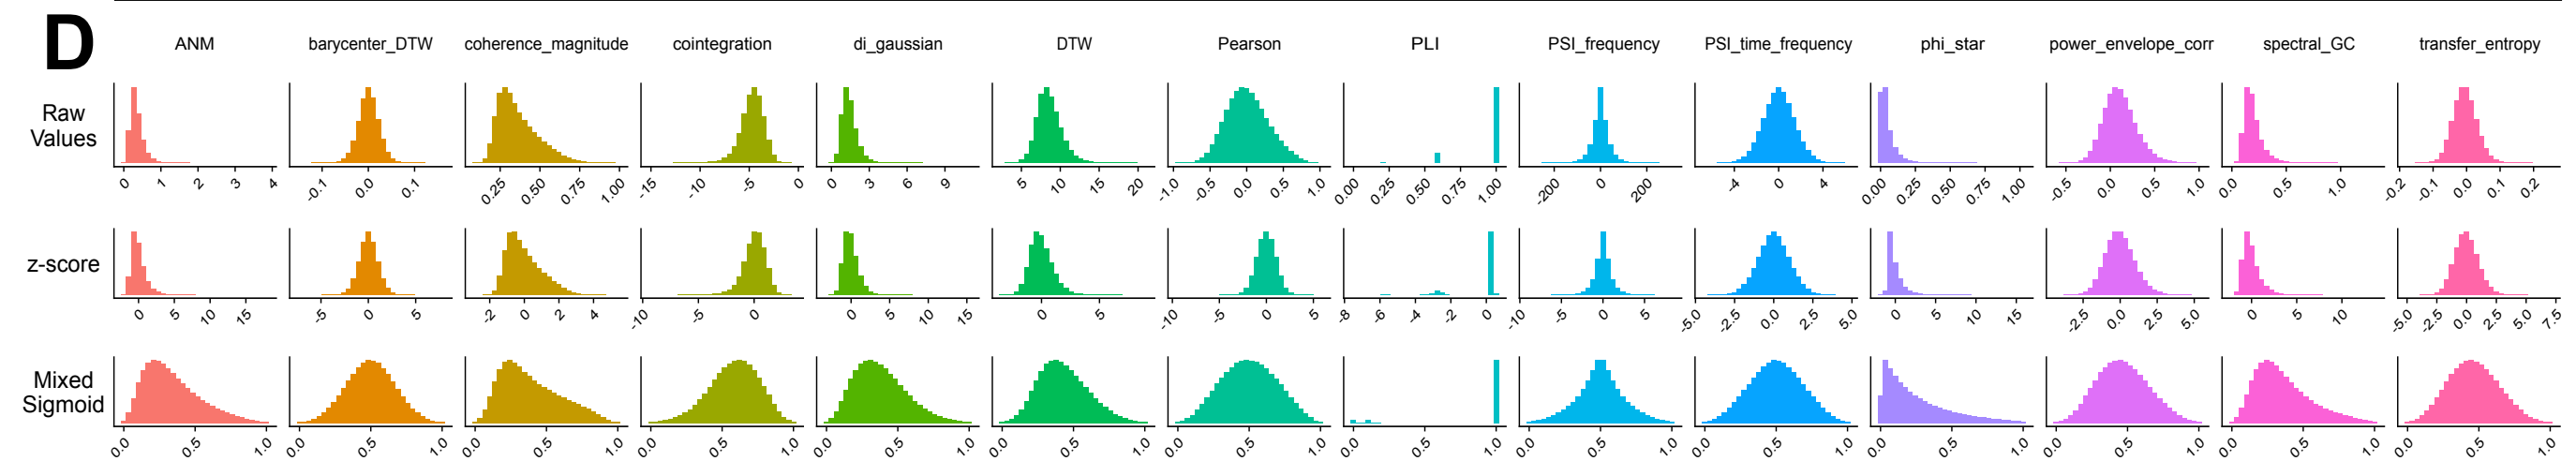 D
ANM barycenter_DTW coherence_magnitude cointegration di_gaussian DTW Pearson PLI PSI_frequency PSI_time_frequency phi_star power_envelope_corr spectral_GC transfer_entropy
Raw
Values
0 1 2 3 4 -0.1 0.0 0.1 0.25 0.50 0.75 1.00 -15 -10 -5 0 0 3 6 9 5 10 15 20 -1.0 -0.5 0.0 0.5 1.0 0.00 0.25 0.50 0.75 1.00 -200 0 200 -4 0 4 0.00 0.25 0.50 0.75 1.00 -0.5 0.0 0.5 1.0 0.0 0.5 1.0 -0.2 -0.1 0.0 0.1 0.2
z-score
0 5 10 15 -5 0 5 -2 0 2 4 -10 -5 0 0 5 10 15 0 5 -10 -5 0 5 -8 -6 -4 -2 0 -10 -5 0 5 -5.0 -2.5 0.0 2.5 5.0 0 5 10 15 -2.5 0.0 2.5 5.0 0 5 10 -5.0 -2.5 0.0 2.5 5.0 7.5
Mixed
Sigmoid
0.0 0.5 1.0 0.0 0.5 1.0 0.0 0.5 1.0 0.0 0.5 1.0 0.0 0.5 1.0 0.0 0.5 1.0 0.0 0.5 1.0 0.0 0.5 1.0 0.0 0.5 1.0 0.0 0.5 1.0 0.0 0.5 1.0 0.0 0.5 1.0 0.0 0.5 1.0 0.0 0.5 1.0